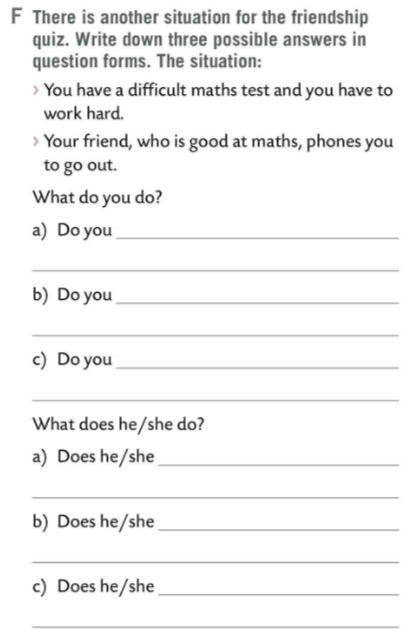 F There is another situation for the friendship
quiz. Write down three possible answers in
question forms. The situation:
› You have a difficult maths test and you have to
work hard.
› Your friend, who is good at maths, phones you
to go out.
What do you do?
a) Do you
b) Do you
c) Do you
What does he/she do?
a) Does he/she
b) Does he/she
c) Does he/she